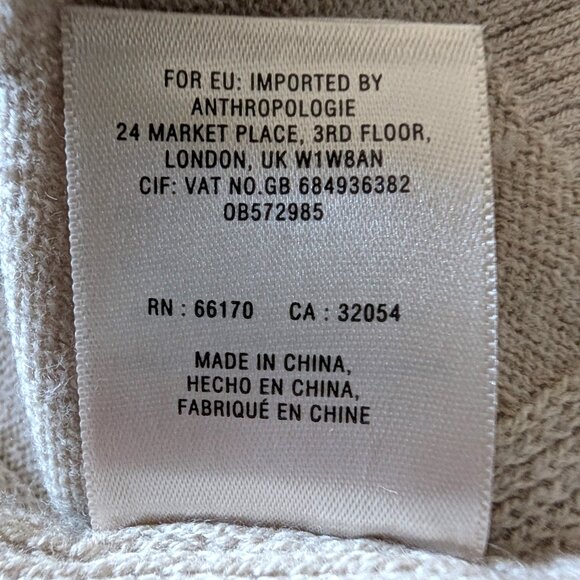 FOR EU: IMPORTED BY
ANTHROPOLOGIE
24 MARKET PLACE, 3RD FLOOR,
LONDON, UK W1W8AN
CIF: VAT NO.GB 684936382
OB572985
RN : 66170 CA : 32054
MADE IN CHINA,
HECHO EN CHINA,
FABRIQUÉ EN CHINE